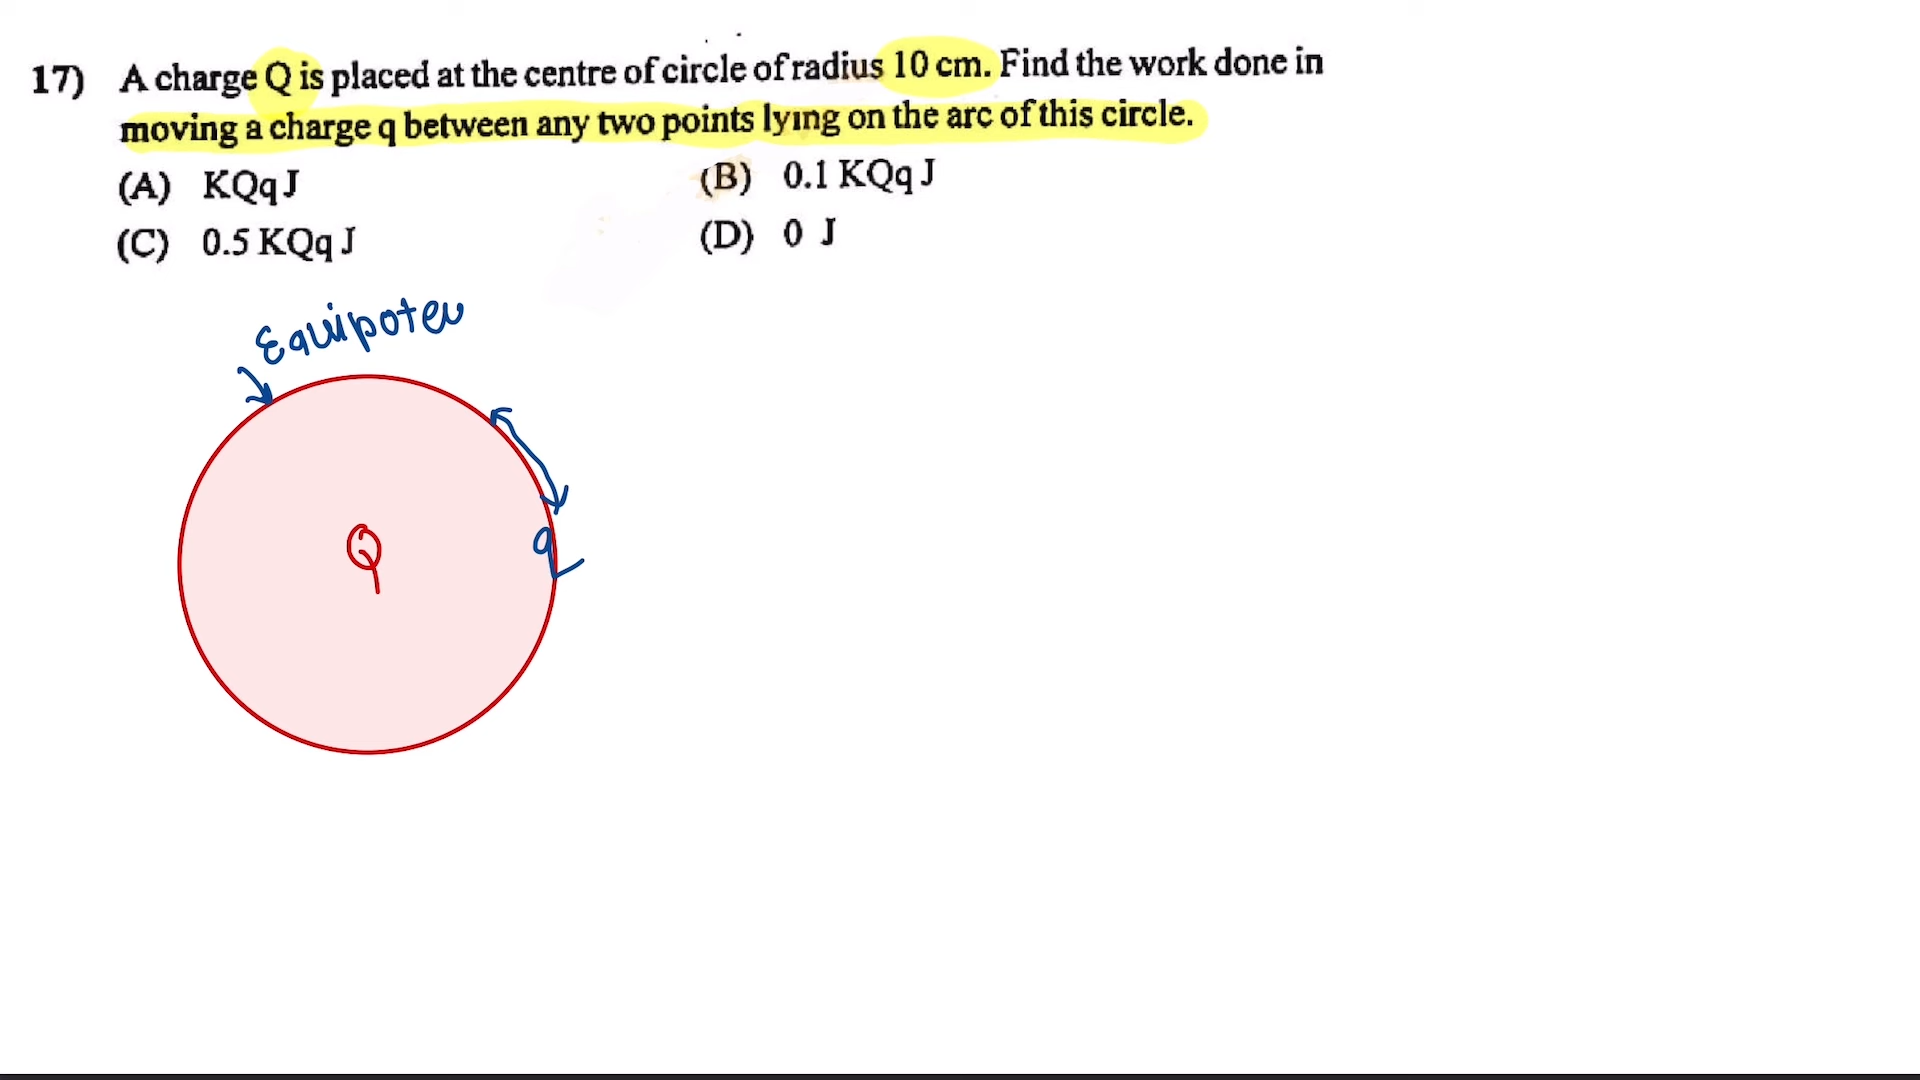 17) A charge Q is placed at the centre of circle of radius 10 cm. Find the work done in
moving a charge q between any two points lying on the arc of this circle.
(A) KQq J (B) 0.1 KQq J
(C) 0.5 KQq J (D) 0 J
Equipoten
Q
q